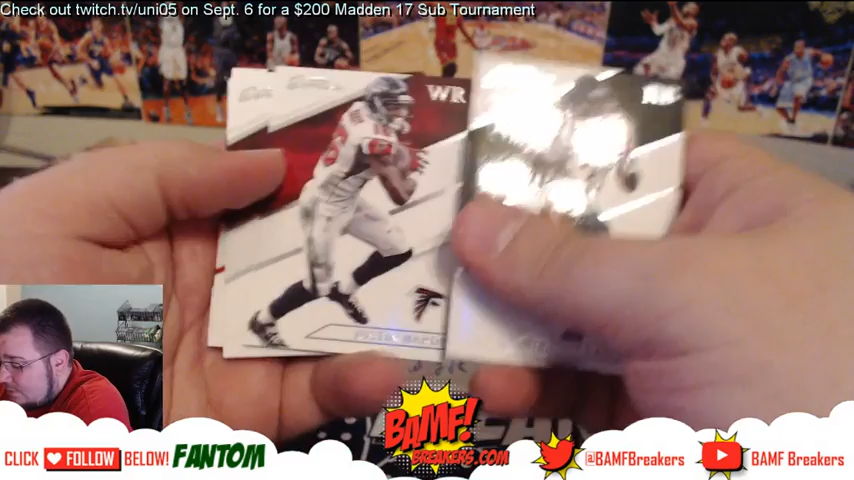 Check out twitch.tv/uni05 on Sept. 6 for a $200 Madden 17 Sub Tournament
WR
CLICK FOLLOW BELOW! FANTOM
BAMF!
BREAKERS.COM
@BAMFBreakers
BAMF Breakers